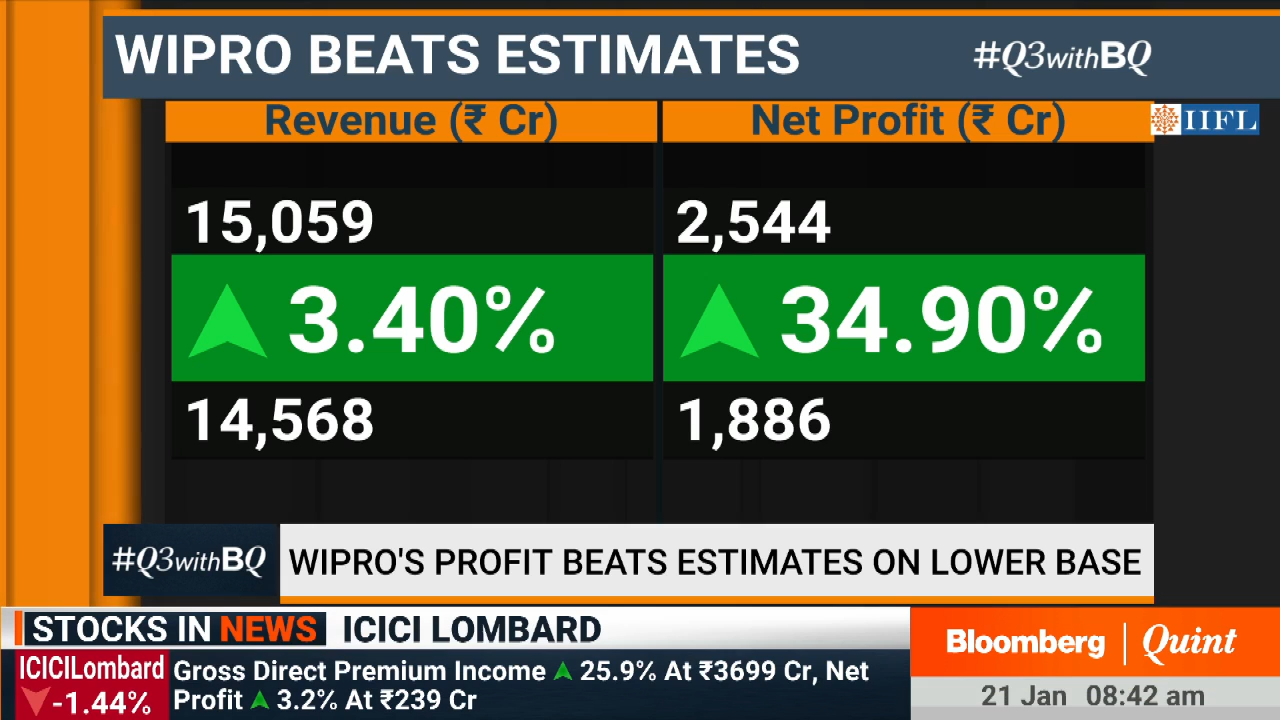 WIPRO BEATS ESTIMATES
#Q3withBQ
Revenue (₹ Cr)
Net Profit (₹ Cr)
IIFL
15,059
2,544
3.40%
34.90%
14,568
1,886
#Q3withBQ
WIPRO'S PROFIT BEATS ESTIMATES ON LOWER BASE
STOCKS IN NEWS
ICICI LOMBARD
ICICILombard
-1.44%
Gross Direct Premium Income ▲ 25.9% At ₹3699 Cr, Net
Profit ▲ 3.2% At ₹239 Cr
Bloomberg | Quint
21 Jan 08:42 am